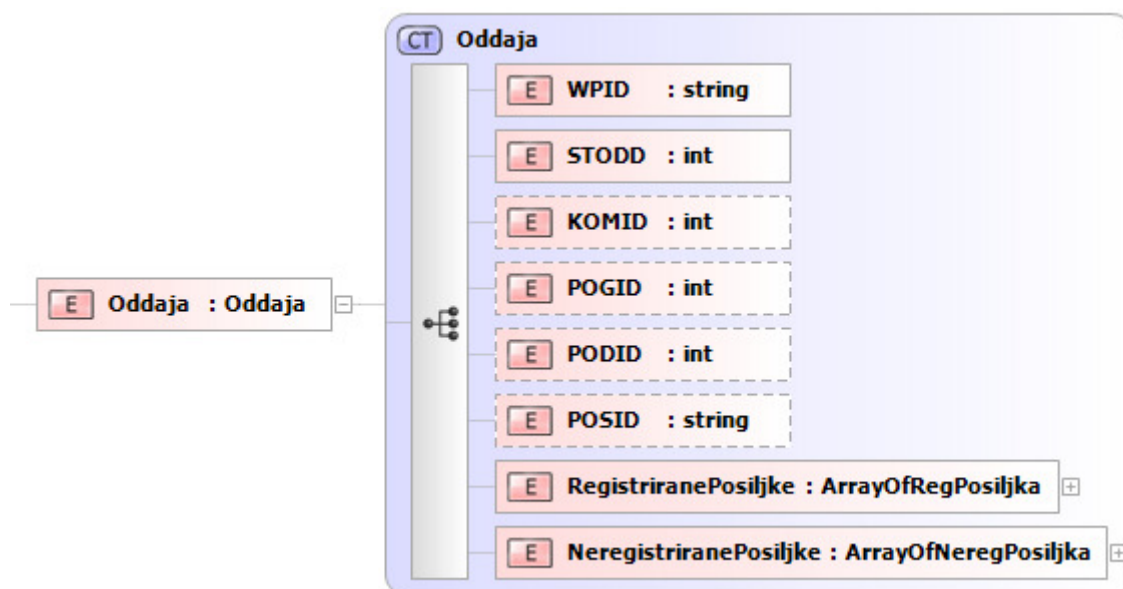 CT Oddaja
E WPID : string
E STODD : int
E KOMID : int
E POGID : int
E Oddaja : Oddaja
E PODID : int
E POSID : string
E RegistriranePosiljke : ArrayOfRegPosiljka
E NeregistriranePosiljke : ArrayOfNeregPosiljka